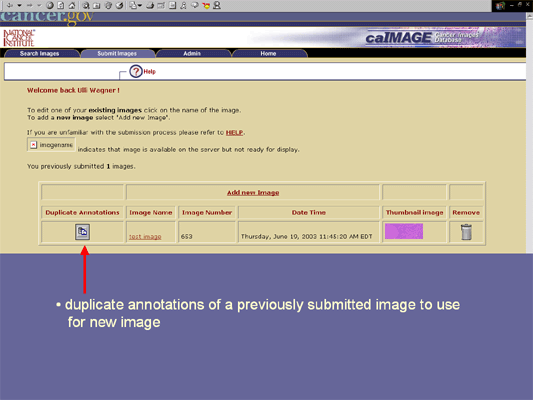 cancer.gov
NATIONAL
CANCER
INSTITUTE
caIMAGE Cancer Images
Database
Search Images Submit Images Admin Home
Help
Welcome back Ulli Wagner !
To edit one of your existing images click on the name of the image.
To add a new image select 'Add new Image'.
If you are unfamiliar with the submission process please refer to HELP.
imagename indicates that image is available on the server but not ready for display.
You previously submitted 1 images.
Add new Image
Duplicate Annotations Image Name Image Number Date Time Thumbnail image Remove
test image 653 Thursday, June 19, 2003 11:45:20 AM EDT
• duplicate annotations of a previously submitted image to use
for new image